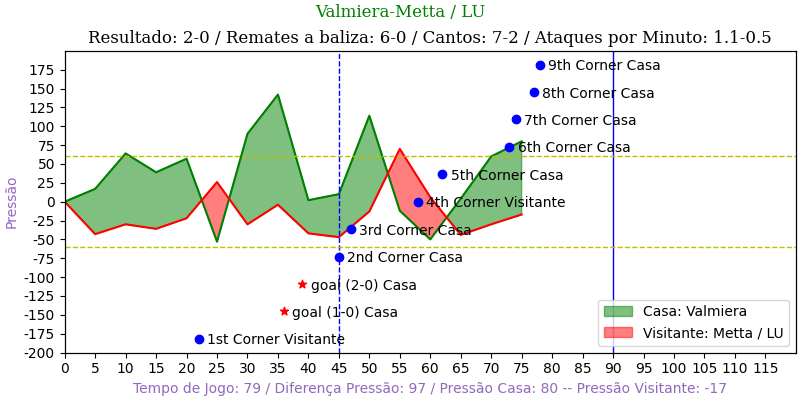 Valmiera-Metta / LU
Resultado: 2-0 / Remates a baliza: 6-0 / Cantos: 7-2 / Ataques por Minuto: 1.1-0.5
Pressão
175
150
125
100
75
50
25
0
-25
-50
-75
-100
-125
-150
-175
-200
9th Corner Casa
8th Corner Casa
7th Corner Casa
6th Corner Casa
5th Corner Casa
4th Corner Visitante
3rd Corner Casa
2nd Corner Casa
goal (2-0) Casa
goal (1-0) Casa
1st Corner Visitante
Casa: Valmiera
Visitante: Metta / LU
0 5 10 15 20 25 30 35 40 45 50 55 60 65 70 75 80 85 90 95 100 105 110 115
Tempo de Jogo: 79 / Diferença Pressão: 97 / Pressão Casa: 80 -- Pressão Visitante: -17